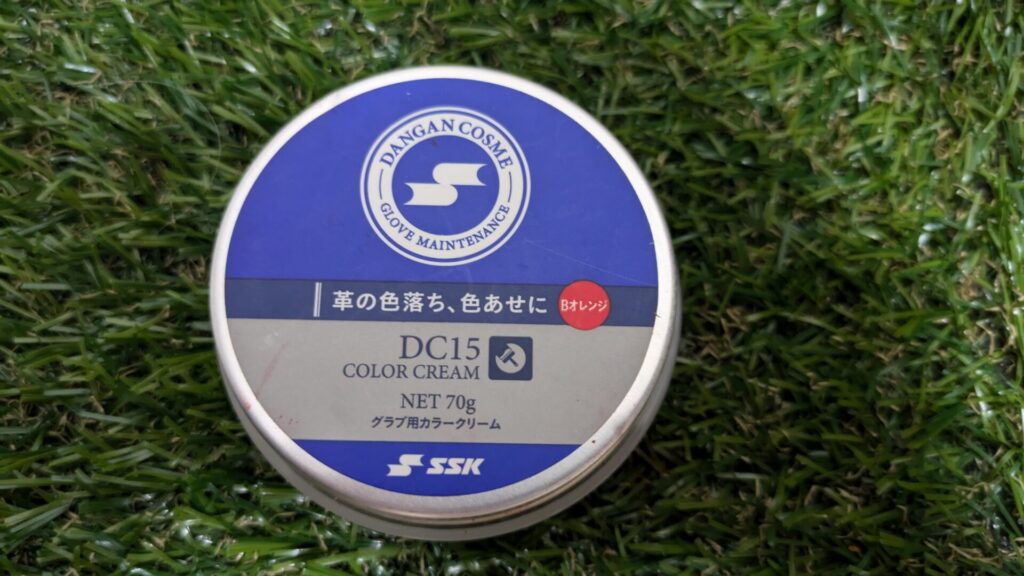 DANGAN COSME
GLOVE MAINTENANCE
革の色落ち、色あせに
Bオレンジ
DC15
COLOR CREAM
NET 70g
グラブ用カラークリーム
SSK